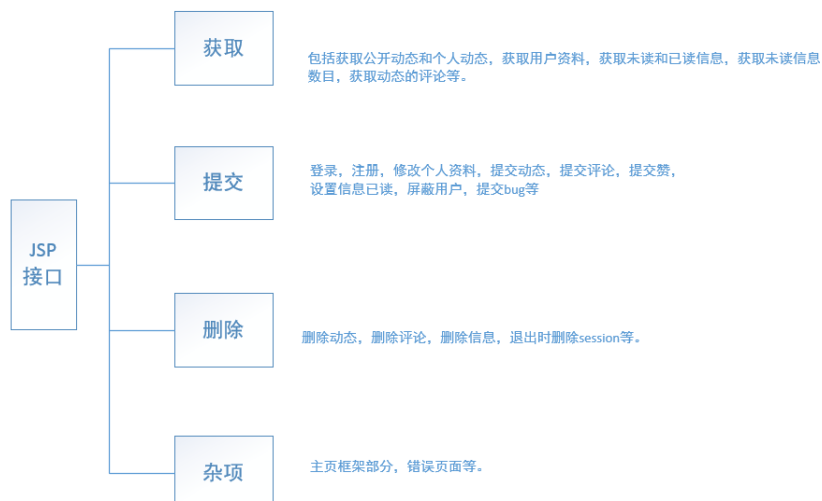 获取
包括获取公开动态和个人动态，获取用户资料，获取未读和已读信息，获取未读信息
数目，获取动态的评论等。
提交
登录，注册，修改个人资料，提交动态，提交评论，提交赞，
设置信息已读，屏蔽用户，提交bug等
JSP
接口
删除
删除动态，删除评论，删除信息，退出时删除session等。
杂项
主页框架部分，错误页面等。